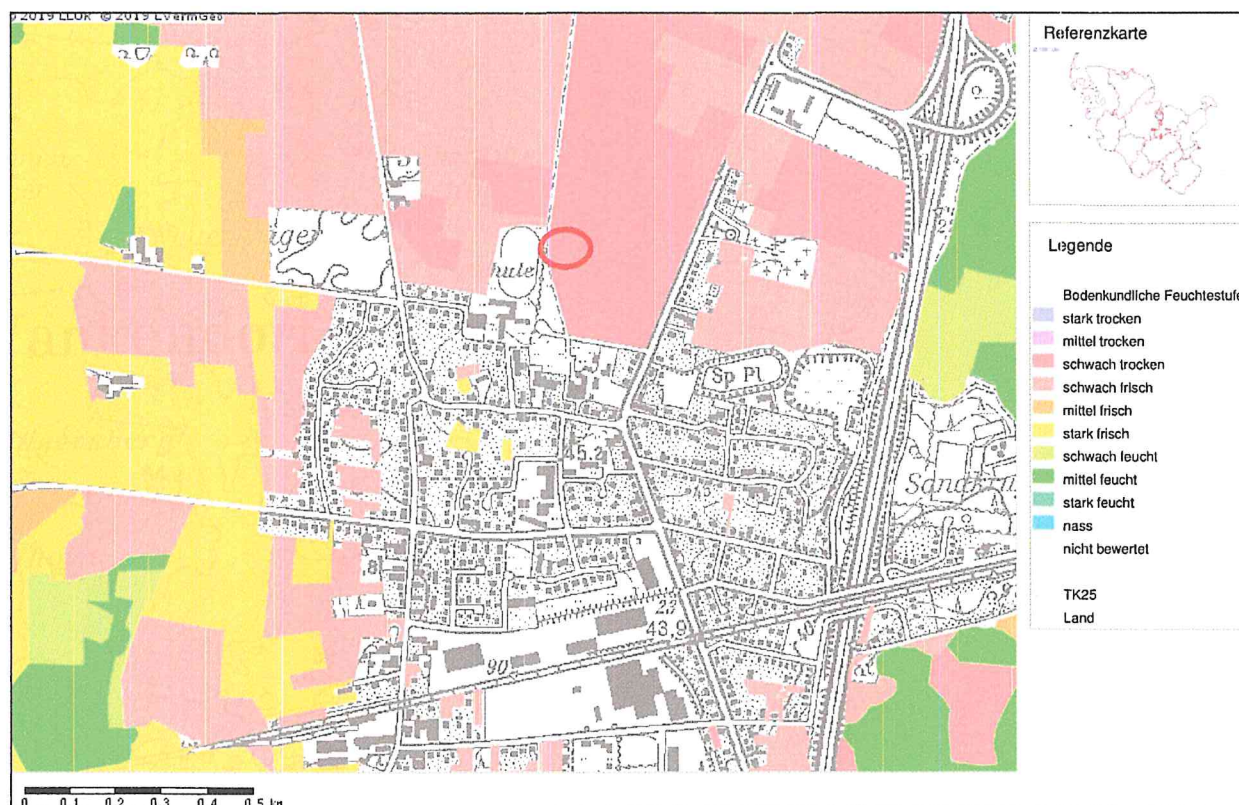 2019 LLUR © 2019 LVermGeo
Sp Pl
45.2
22
43,9
90
Referenzkarte
Legende
Bodenkundliche Feuchtestufe
stark trocken
mittel trocken
schwach trocken
schwach frisch
mittel frisch
stark frisch
schwach feucht
mittel feucht
stark feucht
nass
nicht bewertet
TK25
Land
0 0.1 0.2 0.3 0.4 0.5 km